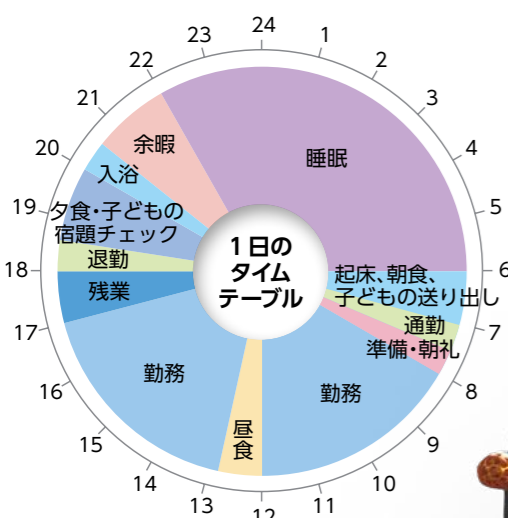 24
1
2
3
4
5
6
7
8
9
10
11
12
13
14
15
16
17
18
19
20
21
22
23
1日の
タイム
テーブル
睡眠
起床、朝食、
子どもの送り出し
通勤
準備・朝礼
勤務
昼
食
勤務
残業
退勤
夕食・子どもの
宿題チェック
入浴
余暇